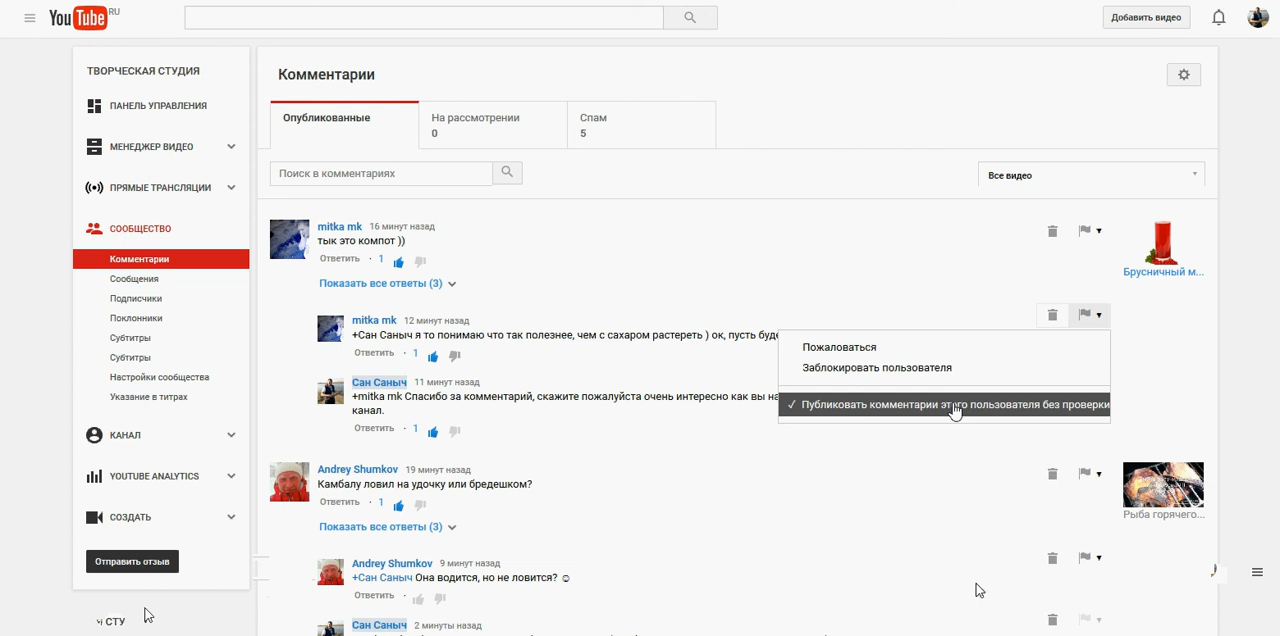 YouTube RU
Добавить видео
ТВОРЧЕСКАЯ СТУДИЯ
ПАНЕЛЬ УПРАВЛЕНИЯ
МЕНЕДЖЕР ВИДЕО
ПРЯМЫЕ ТРАНСЛЯЦИИ
СООБЩЕСТВО
Комментарии
Сообщения
Подписчики
Поклонники
Субтитры
Субтитры
Настройки сообщества
Указание в титрах
КАНАЛ
YOUTUBE ANALYTICS
СОЗДАТЬ
Отправить отзыв
СТУ
Комментарии
Опубликованные
На рассмотрении
0
Спам
5
Поиск в комментариях
Все видео
mitka mk 16 минут назад
тык это компот ))
Ответить · 1
Показать все ответы (3)
Брусничный м...
mitka mk 12 минут назад
+Сан Саныч я то понимаю что так полезнее, чем с сахаром растереть ) ок, пусть буд
Ответить · 1
Пожаловаться
Заблокировать пользователя
✓ Публиковать комментарии этого пользователя без проверки
Сан Саныч 11 минут назад
+mitka mk Спасибо за комментарий, скажите пожалуйста очень интересно как вы на
канал.
Ответить · 1
Andrey Shumkov 19 минут назад
Камбалу ловил на удочку или бредешком?
Ответить · 1
Показать все ответы (3)
Рыба горячего...
Andrey Shumkov 9 минут назад
+Сан Саныч Она водится, но не ловится? ☺
Ответить ·
Сан Саныч 2 минуты назад